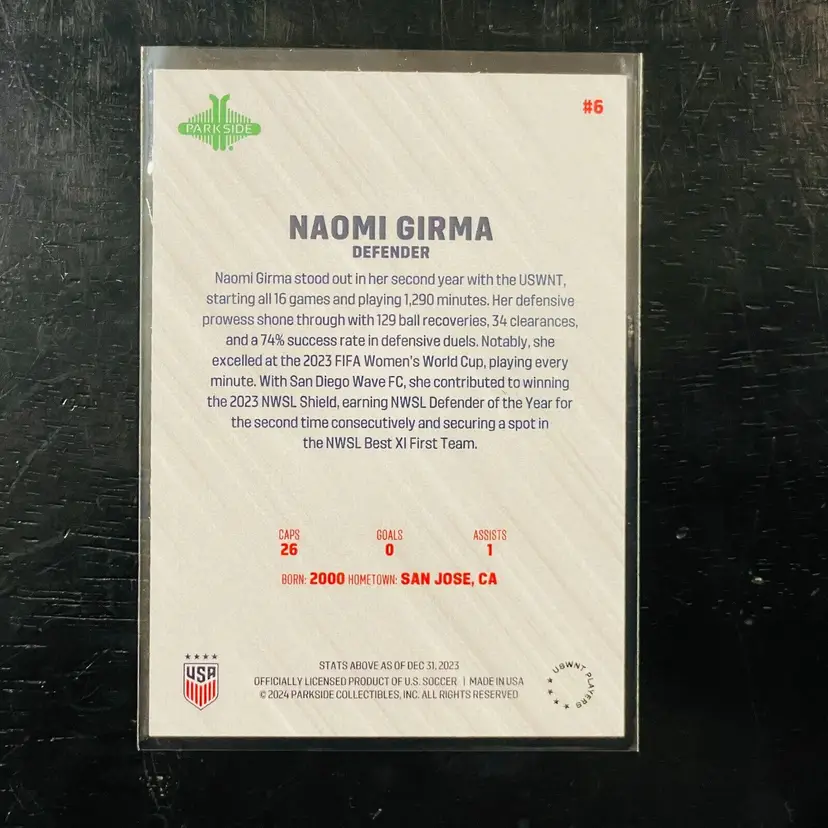 PARKSIDE
#6
NAOMI GIRMA
DEFENDER
Naomi Girma stood out in her second year with the USWNT,
starting all 16 games and playing 1,290 minutes. Her defensive
prowess shone through with 129 ball recoveries, 34 clearances,
and a 74% success rate in defensive duels. Notably, she
excelled at the 2023 FIFA Women's World Cup, playing every
minute. With San Diego Wave FC, she contributed to winning
the 2023 NWSL Shield, earning NWSL Defender of the Year for
the second time consecutively and securing a spot in
the NWSL Best XI First Team.
CAPS GOALS ASSISTS
26 0 1
BORN: 2000 HOMETOWN: SAN JOSE, CA
USA
STATS ABOVE AS OF DEC 31, 2023
OFFICIALLY LICENSED PRODUCT OF U.S. SOCCER | MADE IN USA
© 2024 PARKSIDE COLLECTIBLES, INC. ALL RIGHTS RESERVED
USWNT PLAYERS